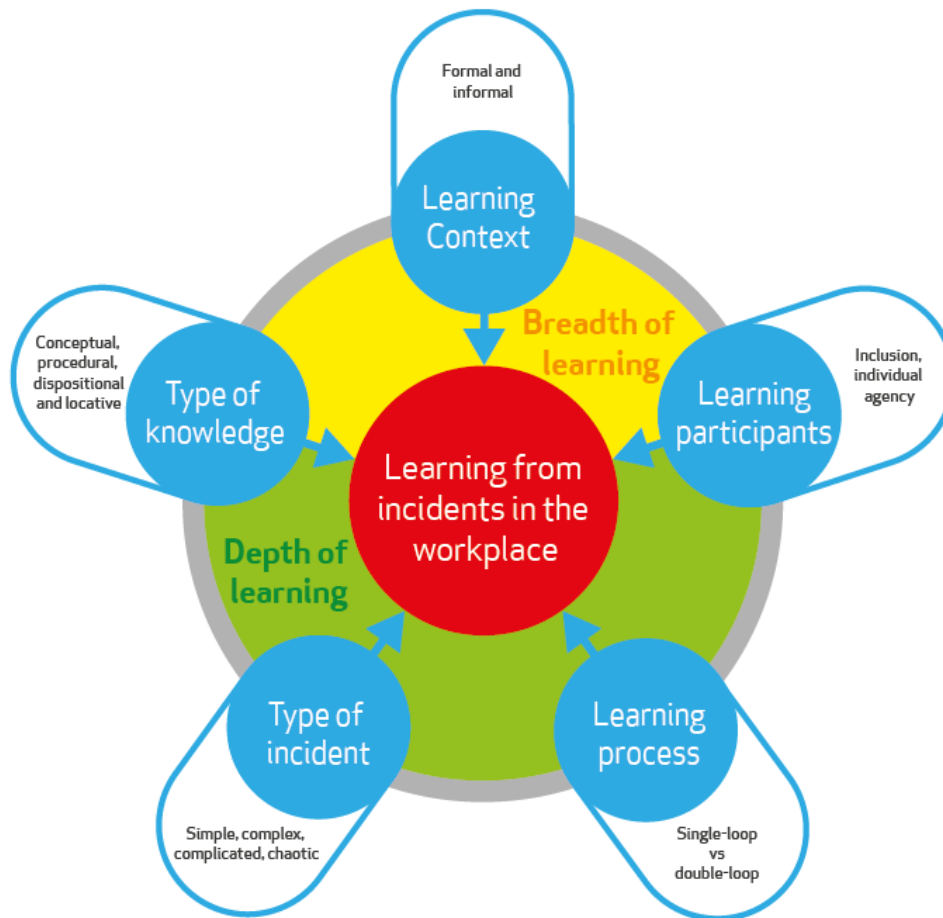 Formal and
informal
Learning
Context
Breadth of
learning
Conceptual,
procedural,
dispositional
and locative
Type of
knowledge
Learning
participants
Inclusion,
individual
agency
Learning from
incidents in the
workplace
Depth of
learning
Type of
incident
Simple, complex,
complicated, chaotic
Learning
process
Single-loop
vs
double-loop